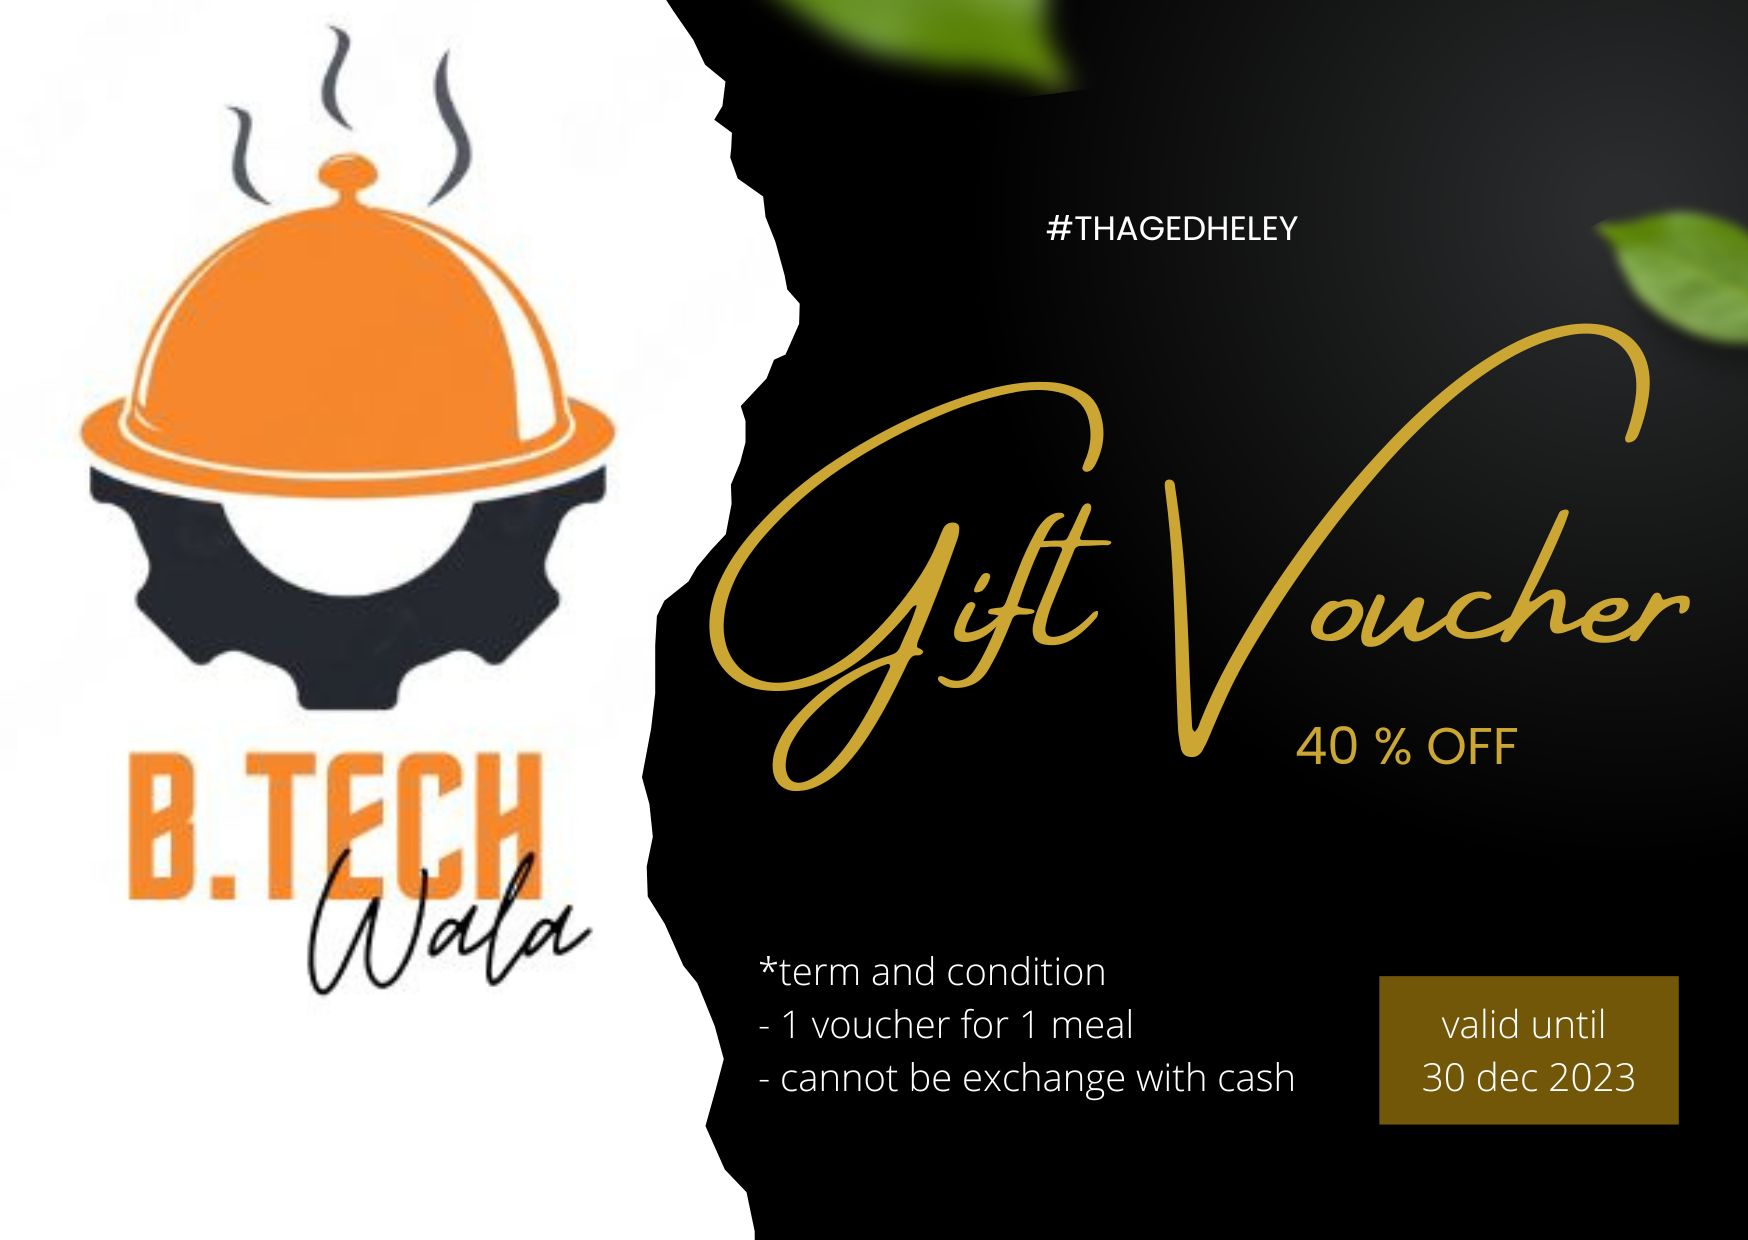 B.TECH
Wala
#THAGEDHELEY
Gift Voucher
40 % OFF
*term and condition
- 1 voucher for 1 meal
- cannot be exchange with cash
valid until
30 dec 2023